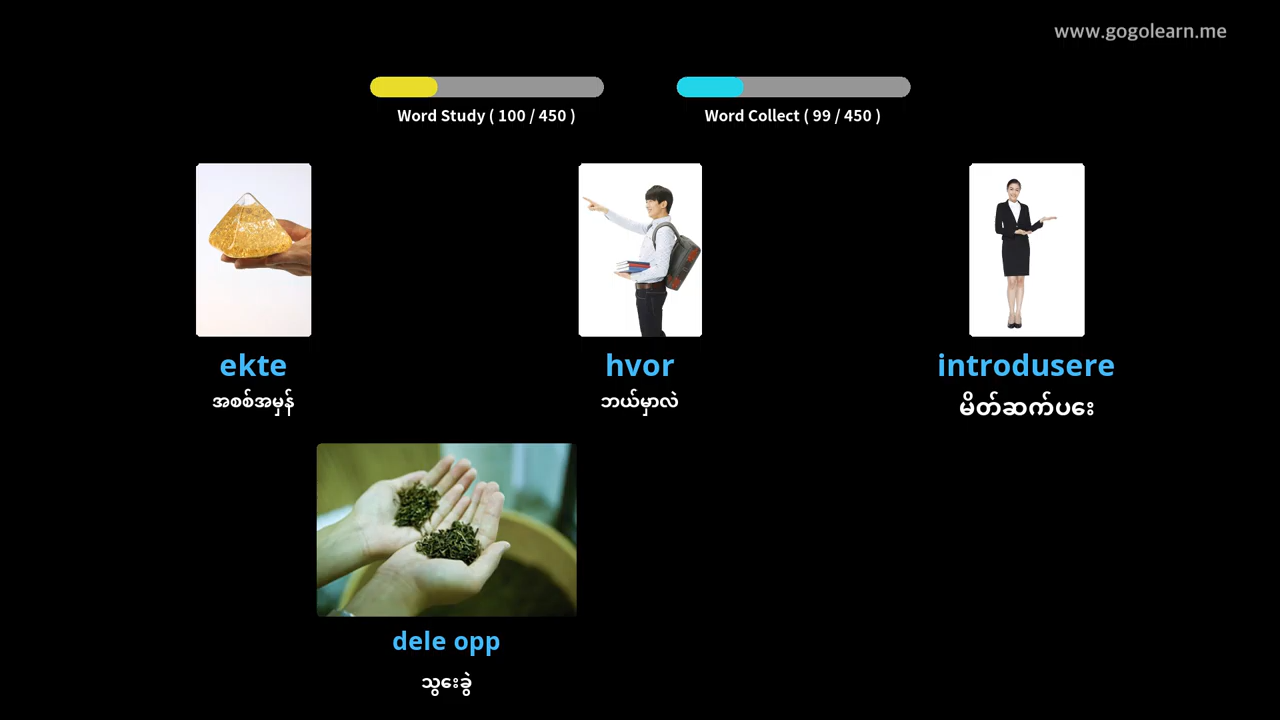 www.gogolearn.me
Word Study ( 100 / 450 )
Word Collect ( 99 / 450 )
ekte
hvor
introdusere
အစစ်အမှန်
ဘယ်မှာလဲ
မိတ်ဆက်ပေး
dele opp
သွေးခွဲ